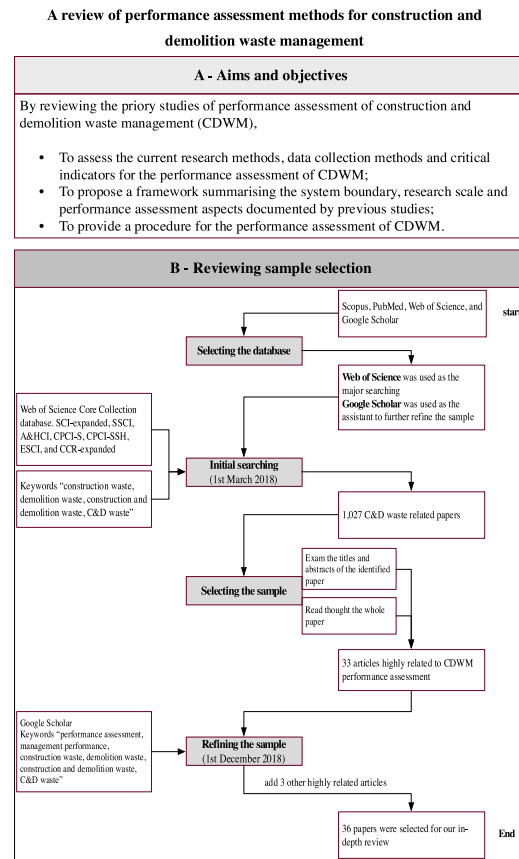 A review of performance assessment methods for construction and
demolition waste management
A - Aims and objectives
By reviewing the priory studies of performance assessment of construction and
demolition waste management (CDWM),
• To assess the current research methods, data collection methods and critical
indicators for the performance assessment of CDWM;
• To propose a framework summarising the system boundary, research scale and
performance assessment aspects documented by previous studies;
• To provide a procedure for the performance assessment of CDWM.
B - Reviewing sample selection
Scopus, PubMed, Web of Science, and
Google Scholar
start
Selecting the database
Web of Science was used as the
major searching
Google Scholar was used as the
assistant to further refine the sample
Web of Science Core Collection
database. SCI-expanded, SSCI,
A&HCI, CPCI-S, CPCI-SSH,
ESCI, and CCR-expanded
Initial searching
(1st March 2018)
Keywords “construction waste,
demolition waste, construction and
demolition waste, C&D waste”
1,027 C&D waste related papers
Exam the titles and
abstracts of the identified
paper
Selecting the sample
Read thought the whole
paper
33 articles highly related to CDWM
performance assessment
Google Scholar
Keywords “performance assessment,
management performance,
construction waste, demolition waste,
construction and demolition waste,
C&D waste”
Refining the sample
(1st December 2018)
add 3 other highly related articles
36 papers were selected for our in-
depth review
End